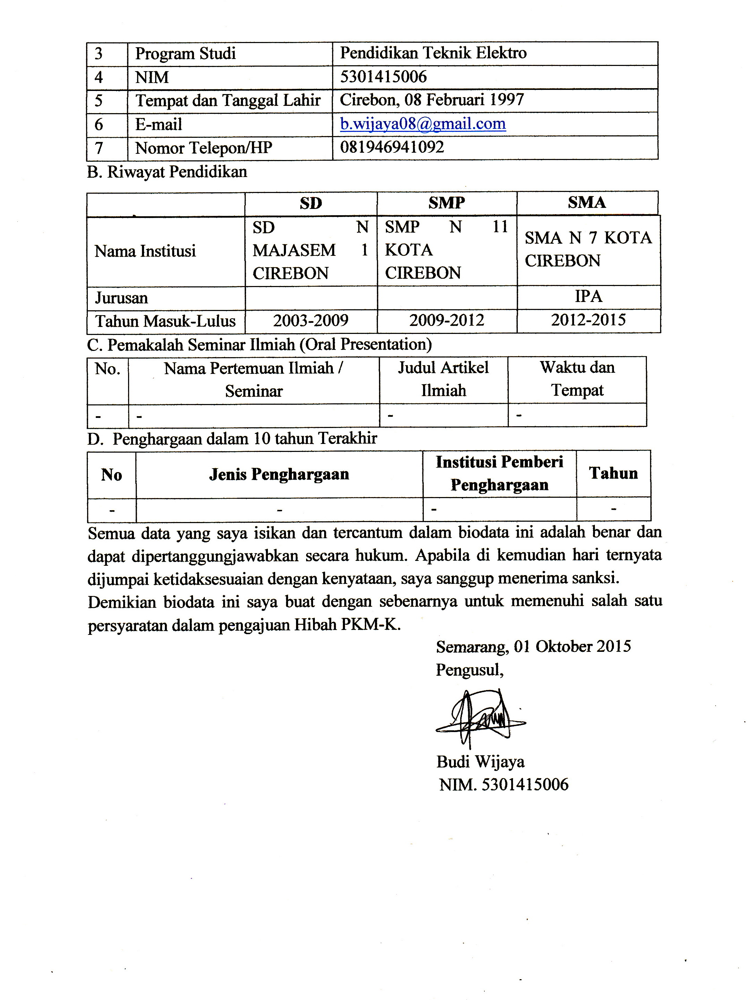 3 Program Studi Pendidikan Teknik Elektro
4 NIM 5301415006
5 Tempat dan Tanggal Lahir Cirebon, 08 Februari 1997
6 E-mail b.wijaya08@gmail.com
7 Nomor Telepon/HP 081946941092
B. Riwayat Pendidikan
SD SMP SMA
Nama Institusi
SD N
MAJASEM 1
CIREBON
SMP N 11
KOTA
CIREBON
SMA N 7 KOTA
CIREBON
Jurusan IPA
Tahun Masuk-Lulus 2003-2009 2009-2012 2012-2015
C. Pemakalah Seminar Ilmiah (Oral Presentation)
No.
Nama Pertemuan Ilmiah /
Seminar
Judul Artikel
Ilmiah
Waktu dan
Tempat
- - - -
D. Penghargaan dalam 10 tahun Terakhir
No
Jenis Penghargaan
Institusi Pemberi
Penghargaan
Tahun
- - - -
Semua data yang saya isikan dan tercantum dalam biodata ini adalah benar dan
dapat dipertanggungjawabkan secara hukum. Apabila di kemudian hari ternyata
dijumpai ketidaksesuaian dengan kenyataan, saya sanggup menerima sanksi.
Demikian biodata ini saya buat dengan sebenarnya untuk memenuhi salah satu
persyaratan dalam pengajuan Hibah PKM-K.
Semarang, 01 Oktober 2015
Pengusul,
Budi Wijaya
NIM. 5301415006